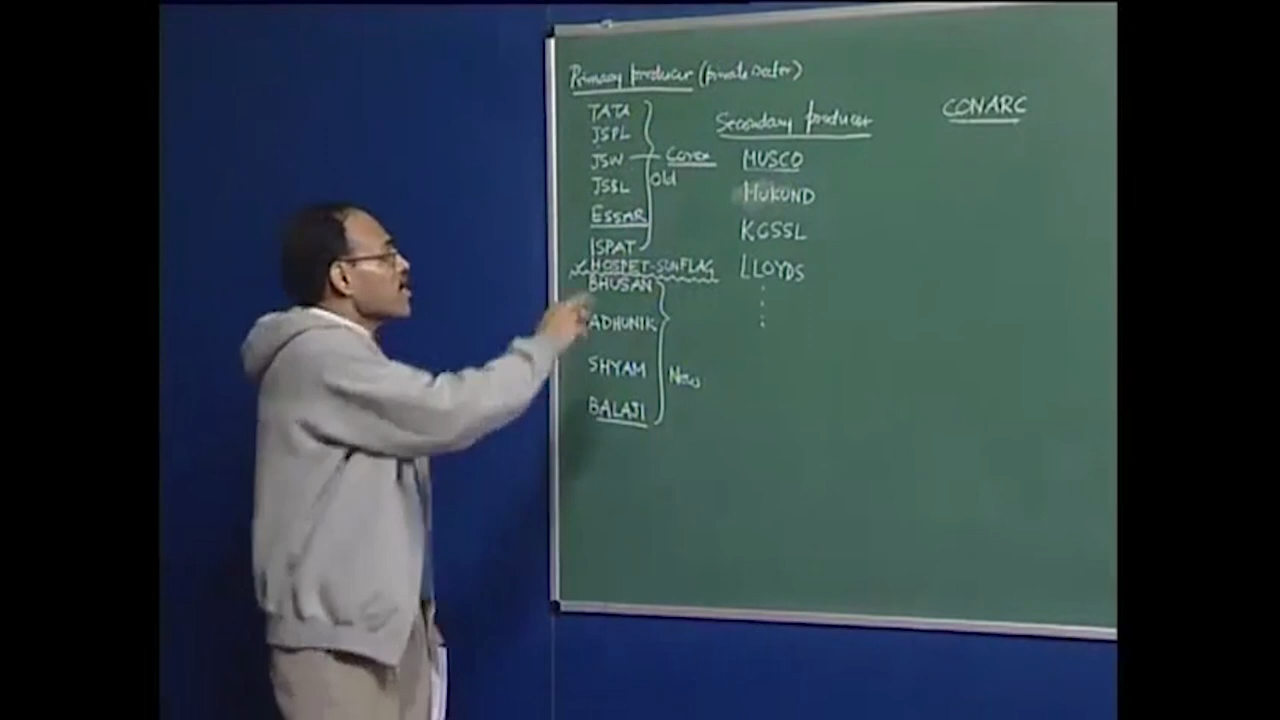 Primary producer (private sector)
TATA
JSPL
JSW — Corex
JSSL
Old
ESSAR
ISPAT
HOSPET-SUNFLAG
BHUSAN
ADHUNIK
SHYAM
New
BALAJI
Secondary producer
MUSCO
MUKUND
KGSSL
LLOYDS
CONARC